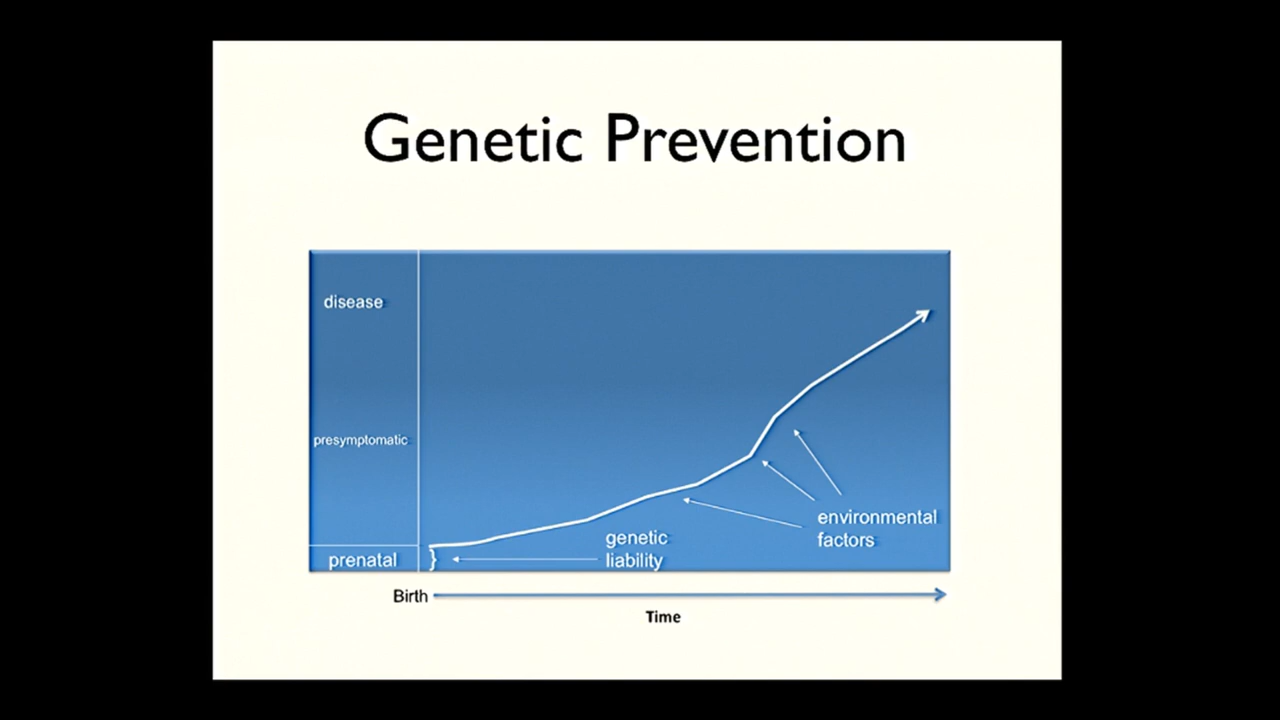 Genetic Prevention
disease
presymptomatic
prenatal
genetic
liability
environmental
factors
Birth
Time